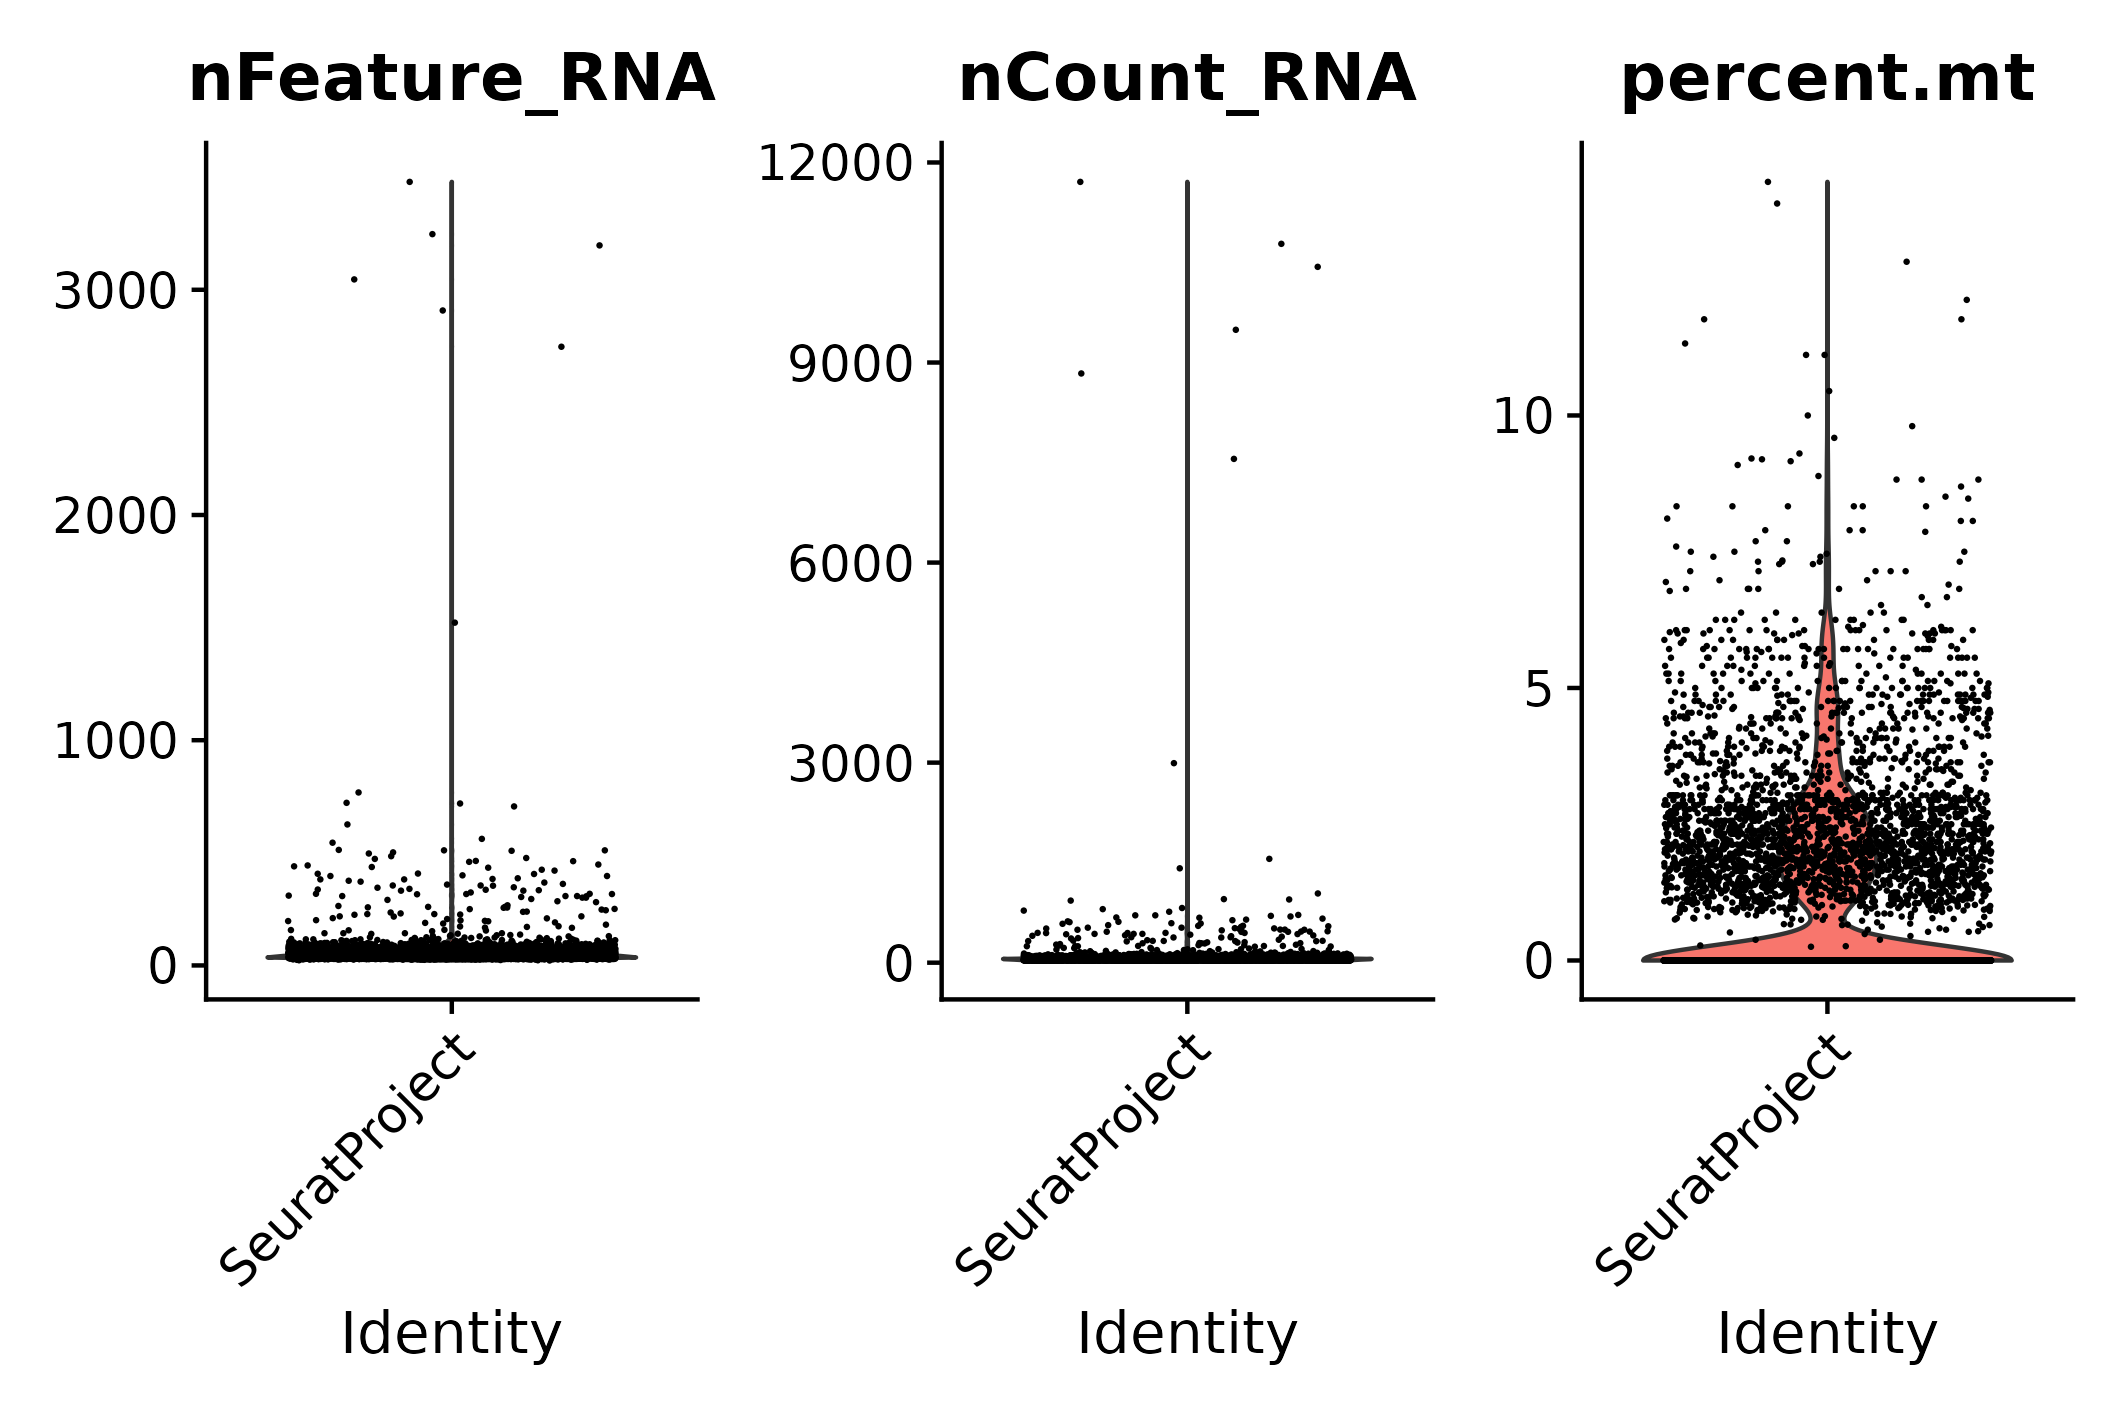 nFeature_RNA
3000
2000
1000
0
SeuratProject
Identity
nCount_RNA
12000
9000
6000
3000
0
SeuratProject
Identity
percent.mt
10
5
0
SeuratProject
Identity